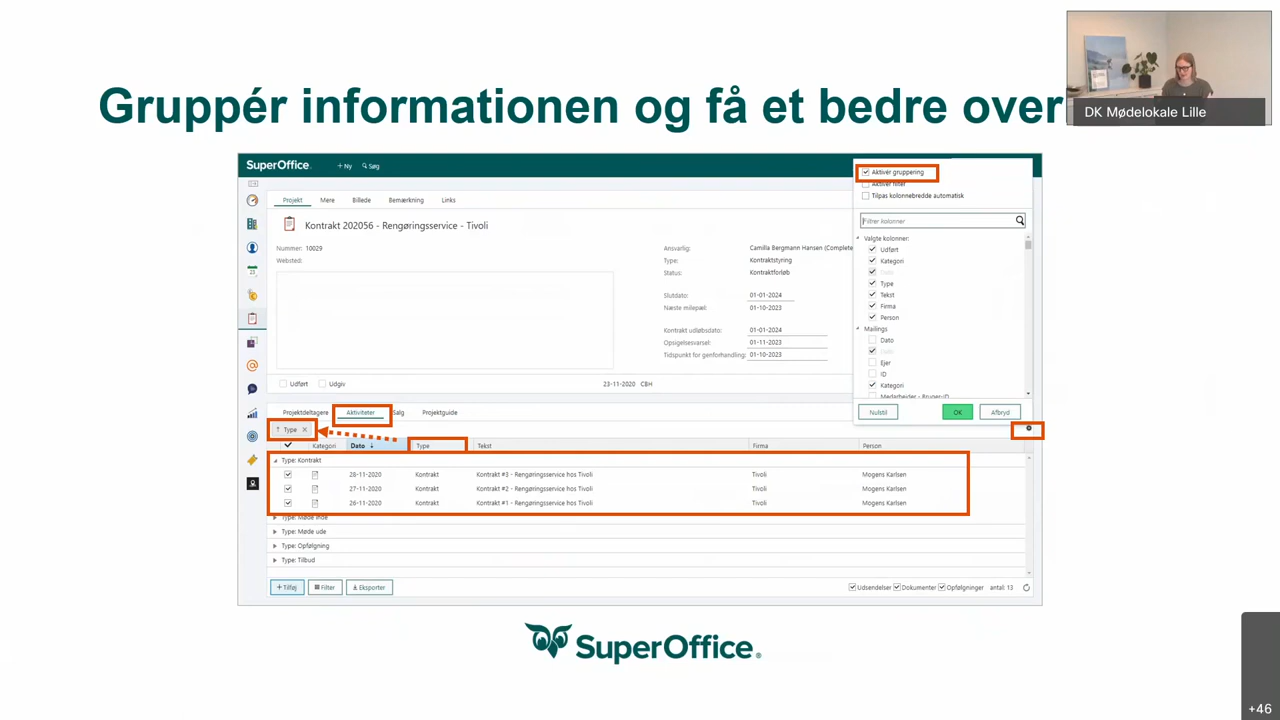 Gruppér informationen og få et bedre over
DK Mødelokale Lille
SuperOffice
+ Ny
Søg
Aktivér gruppering
Aktivér filter
Tilpas kolonnebredde automatisk
Filtrer kolonner
Valgte kolonner:
Udført
Kategori
Dato
Type
Tekst
Firma
Person
Mailings
Dato
Ejer
ID
Kategori
Medarbejder - Bruger-ID
Nulstil
OK
Afbryd
Projekt
Mere
Billede
Bemærkning
Links
Kontrakt 202056 - Rengøringsservice - Tivoli
Nummer: 10029
Websted:
Ansvarlig: Camilla Bergmann Hansen (Complete
Type: Kontraktstyring
Status: Kontraktforløb
Slutdato: 01-01-2024
Næste milepæl: 01-10-2023
Kontrakt udløbsdato: 01-01-2024
Opsigelsesvarsel: 01-11-2023
Tidspunkt for genforhandling: 01-10-2023
Udført
Udgiv
23-11-2020 CBH
Projektdeltagere
Aktiviteter
Salg
Projektguide
↑ Type ×
Kategori Dato ↓ Type Tekst Firma Person
Type: Kontrakt
28-11-2020 Kontrakt Kontrakt #3 - Rengøringsservice hos Tivoli Tivoli Mogens Karlsen
27-11-2020 Kontrakt Kontrakt #2 - Rengøringsservice hos Tivoli Tivoli Mogens Karlsen
26-11-2020 Kontrakt Kontrakt #1 - Rengøringsservice hos Tivoli Tivoli Mogens Karlsen
Type: Møde inde
Type: Møde ude
Type: Opfølgning
Type: Tilbud
+ Tilføj
Filter
Eksporter
Udsendelser
Dokumenter
Opfølgninger
antal: 13
SuperOffice®
+46